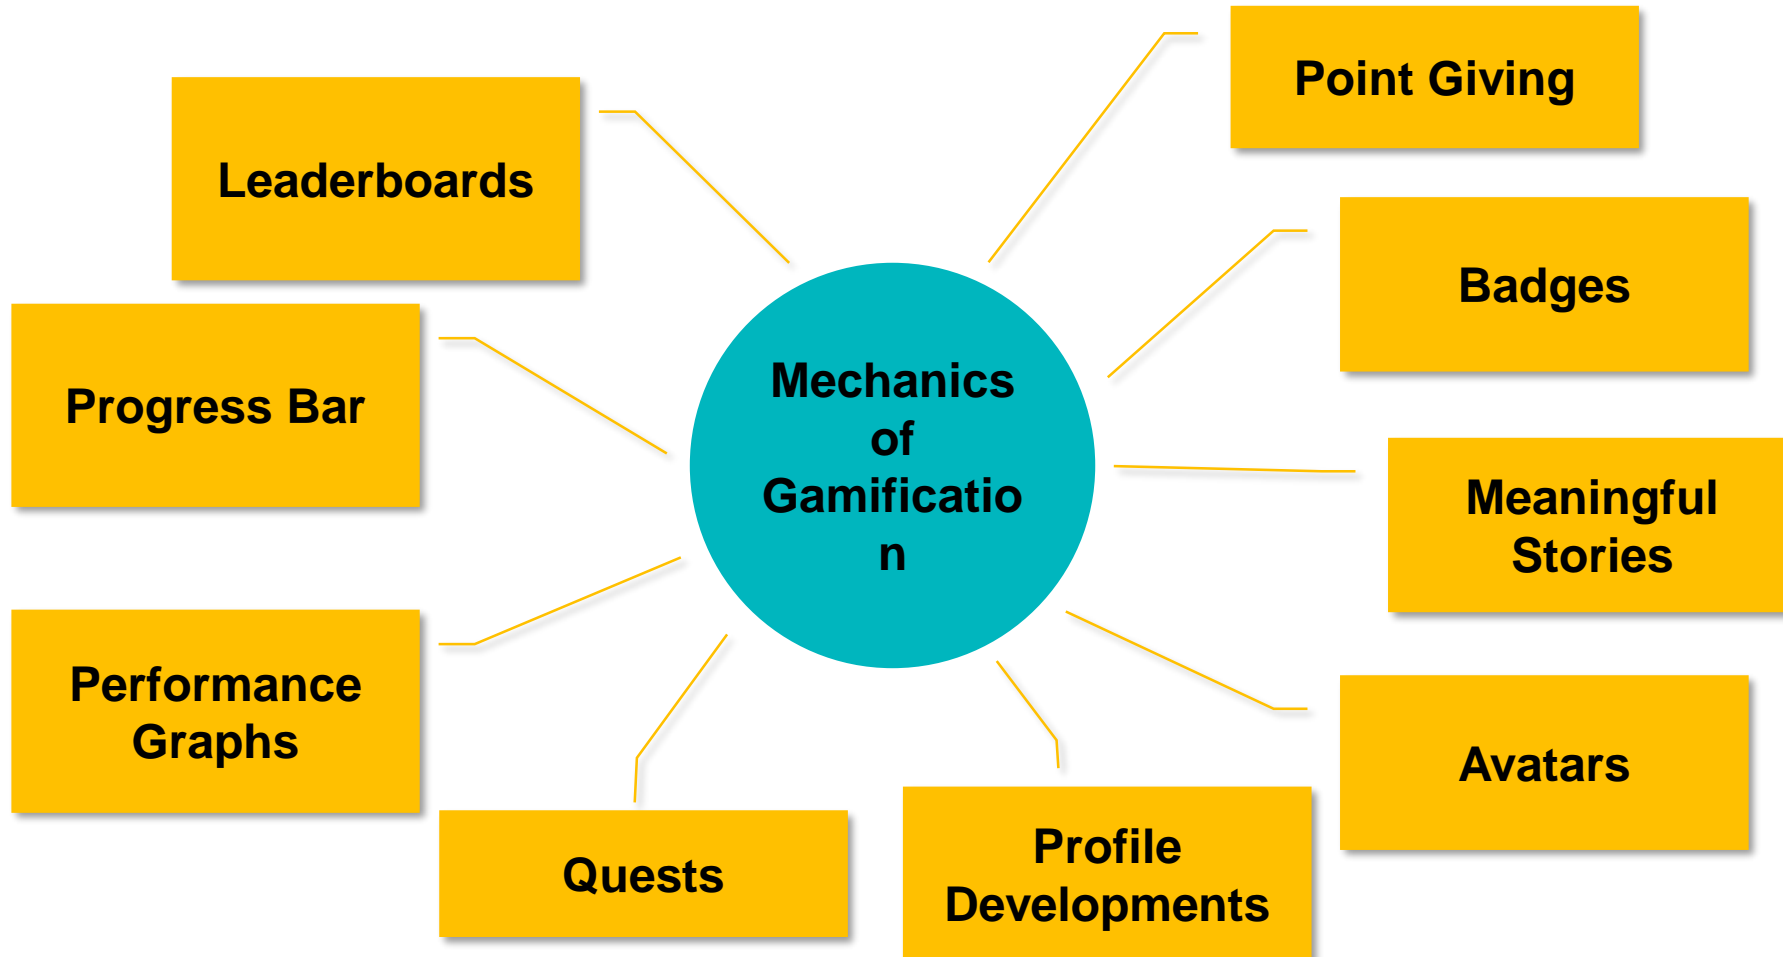 Point Giving
Leaderboards
Badges
Mechanics
of
Gamificatio
n
Progress Bar
Meaningful
Stories
Performance
Graphs
Avatars
Quests
Profile
Developments